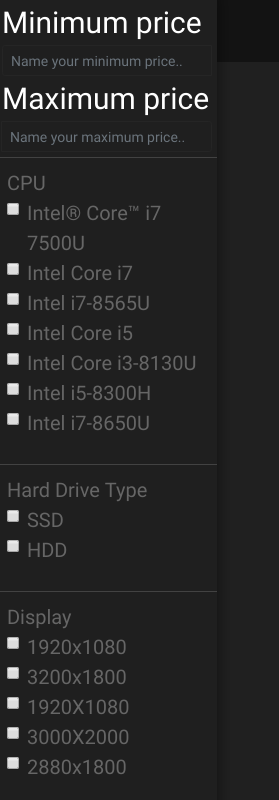 Minimum price
Name your minimum price..
Maximum price
Name your maximum price..
CPU
Intel® Core™ i7
7500U
Intel Core i7
Intel i7-8565U
Intel Core i5
Intel Core i3-8130U
Intel i5-8300H
Intel i7-8650U
Hard Drive Type
SSD
HDD
Display
1920x1080
3200x1800
1920X1080
3000X2000
2880x1800